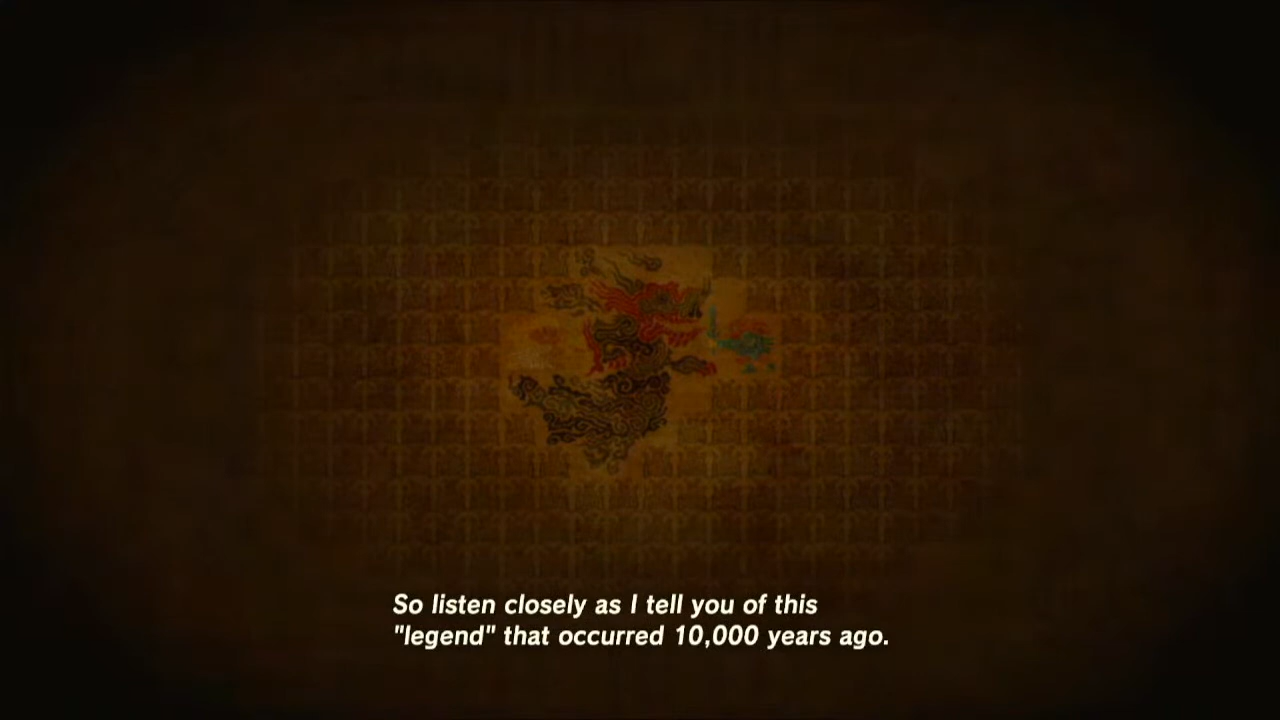 So listen closely as I tell you of this
"legend" that occurred 10,000 years ago.